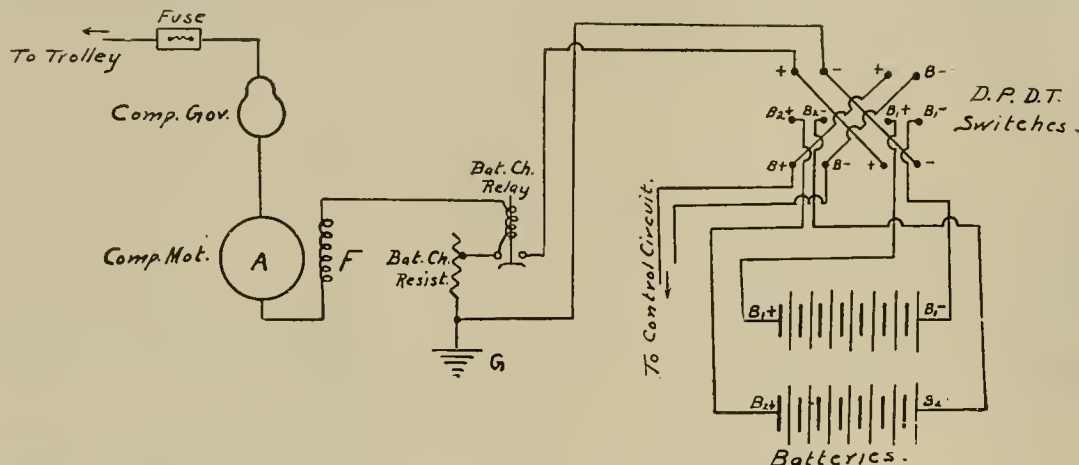 Fuse
To Trolley
Comp. Gov.
Comp. Mot.
A
F
Bat. Ch.
Relay
Bat. Ch.
Resist.
G
+ - + B-
B2+ B2- B1+ B1-
B+ B- + -
D. P. D. T.
Switches.
To Control Circuit.
B1+ B1-
B2+ B2
Batteries.